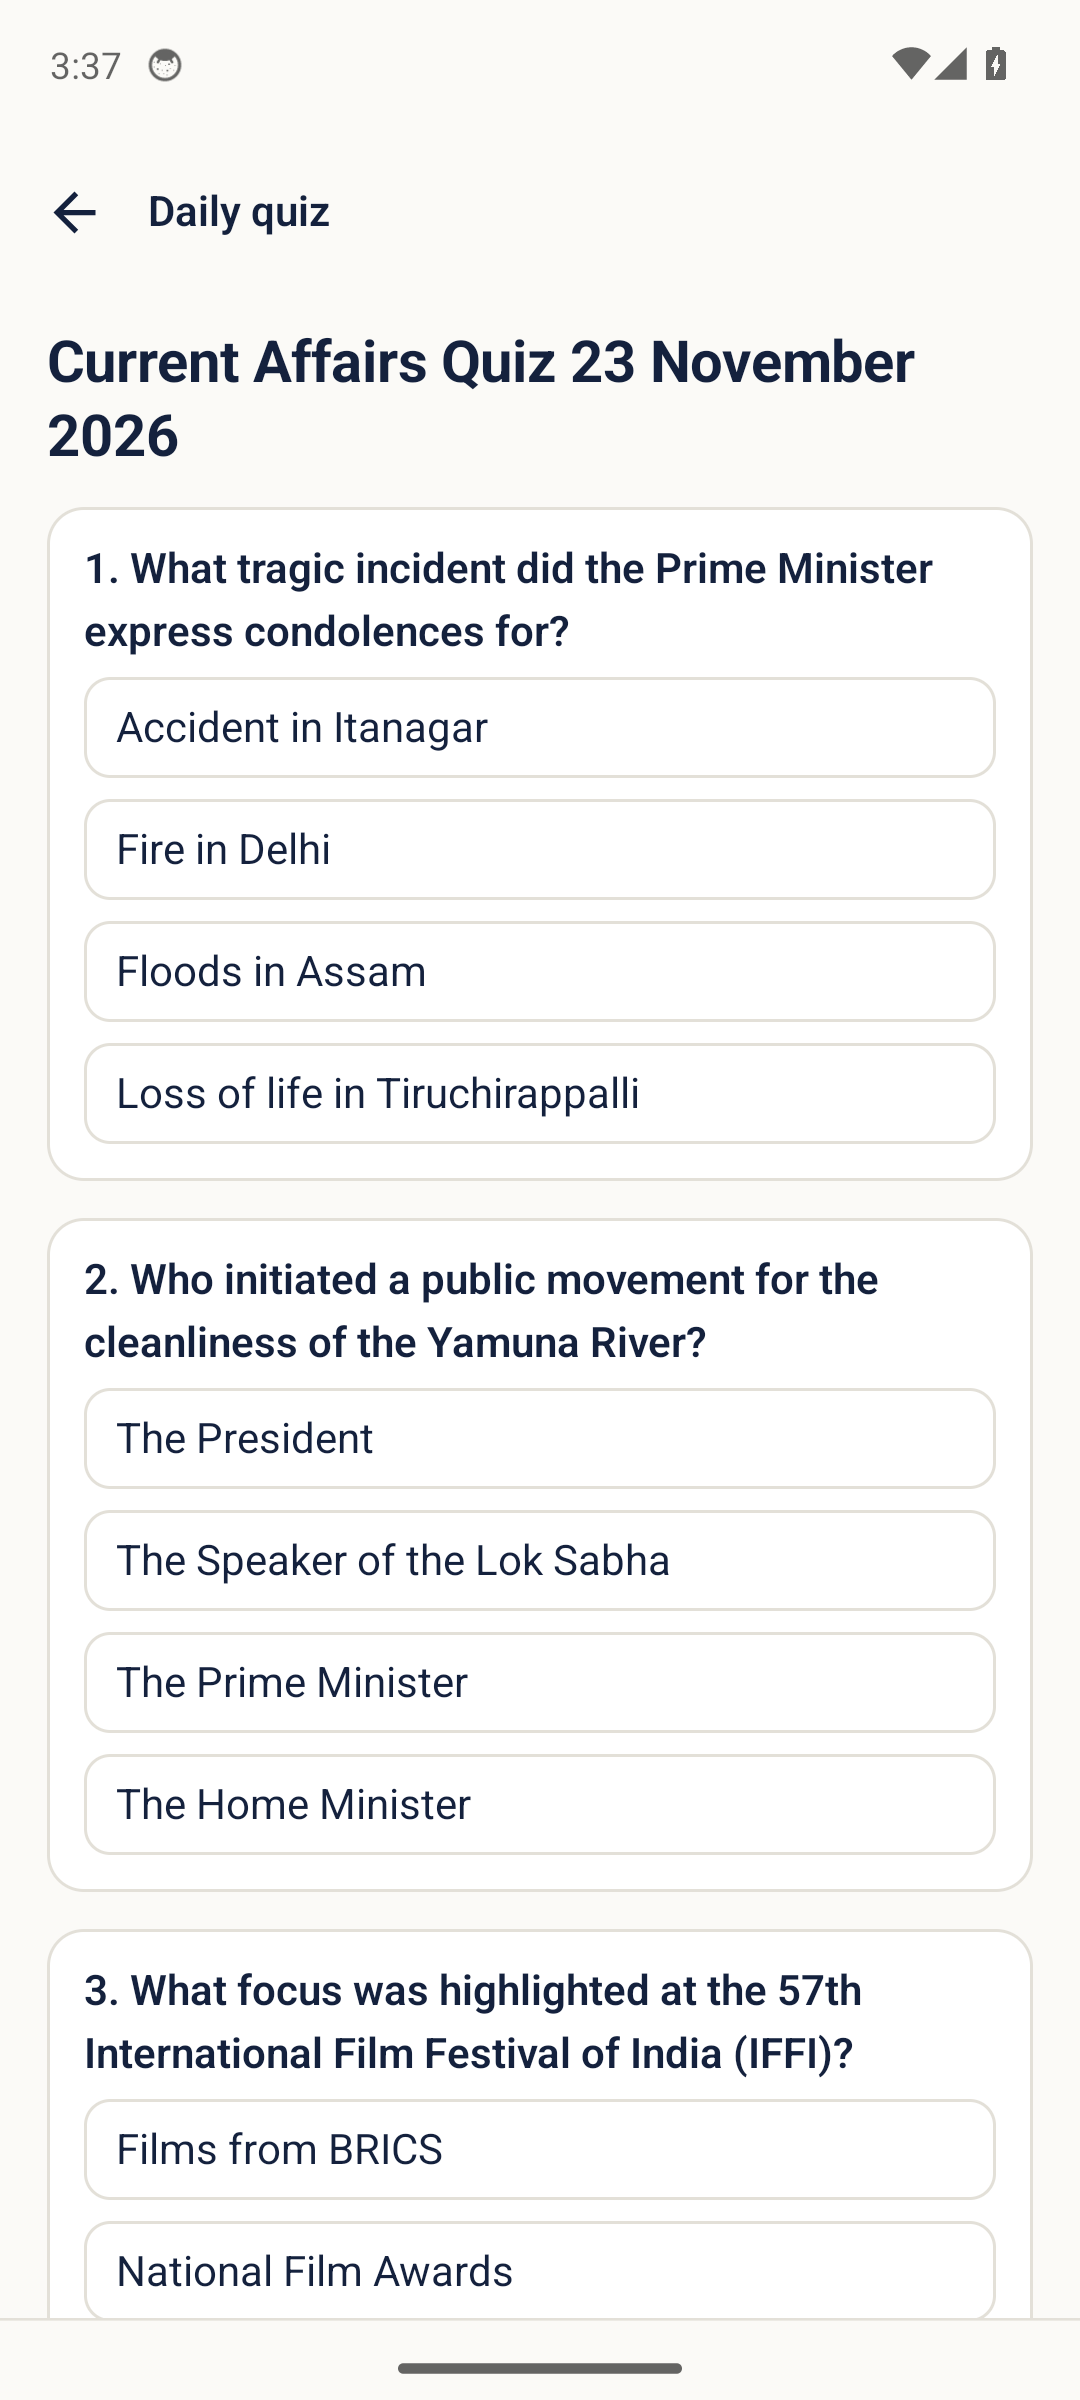 3:37
Daily quiz
Current Affairs Quiz 23 November
2026
1. What tragic incident did the Prime Minister
express condolences for?
Accident in Itanagar
Fire in Delhi
Floods in Assam
Loss of life in Tiruchirappalli
2. Who initiated a public movement for the
cleanliness of the Yamuna River?
The President
The Speaker of the Lok Sabha
The Prime Minister
The Home Minister
3. What focus was highlighted at the 57th
International Film Festival of India (IFFI)?
Films from BRICS
National Film Awards